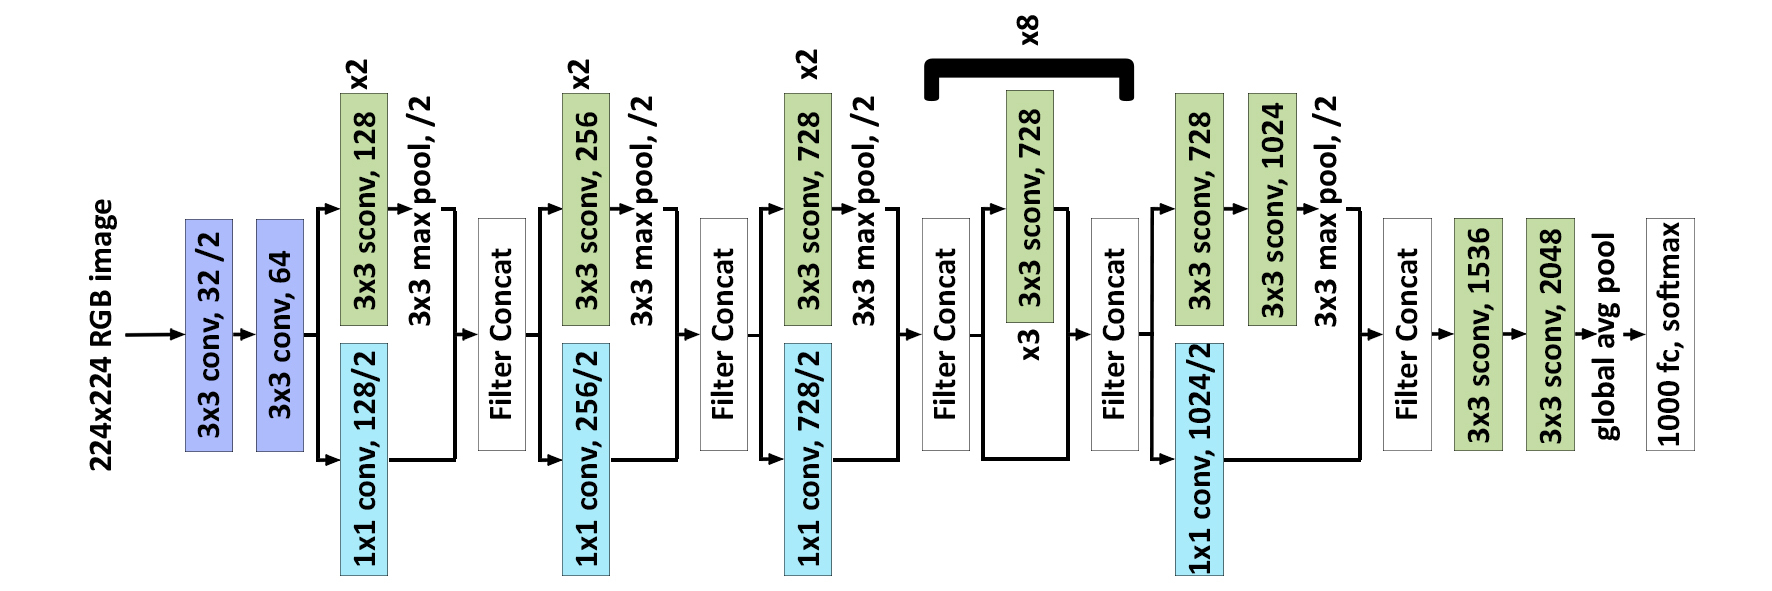 224x224 RGB image
3x3 conv, 32 /2
3x3 conv, 64
x2
3x3 sconv, 128
3x3 max pool, /2
1x1 conv, 128/2
Filter Concat
x2
3x3 sconv, 256
3x3 max pool, /2
1x1 conv, 256/2
Filter Concat
x2
3x3 sconv, 728
3x3 max pool, /2
1x1 conv, 728/2
Filter Concat
x8
3x3 sconv, 728
x3
Filter Concat
3x3 sconv, 728
3x3 sconv, 1024
3x3 max pool, /2
1x1 conv, 1024/2
Filter Concat
3x3 sconv, 1536
3x3 sconv, 2048
global avg pool
1000 fc, softmax